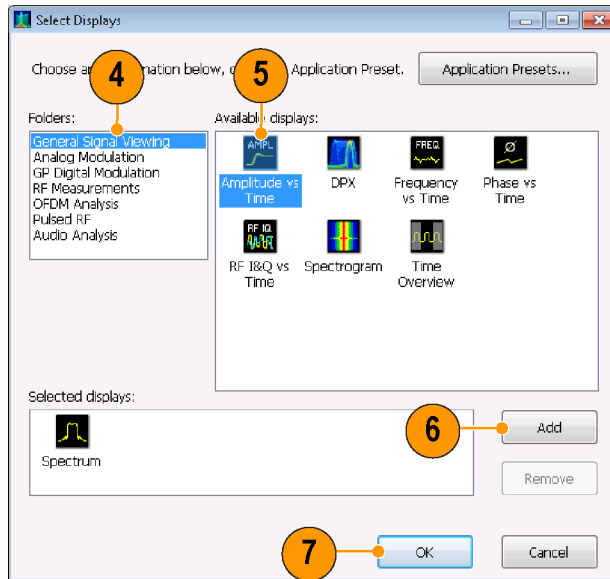 Select Displays
Choose an mation below, o Application Preset.
Application Presets...
4
5
Folders:
Available displays:
General Signal Viewing
Analog Modulation
GP Digital Modulation
RF Measurements
OFDM Analysis
Pulsed RF
Audio Analysis
AMPL
FREQ
Ø
Amplitude vs
Time
DPX
Frequency
vs Time
Phase vs
Time
RF IQ
RF I&Q vs
Time
Spectrogram
Time
Overview
Selected displays:
Spectrum
6
Add
Remove
7
OK
Cancel